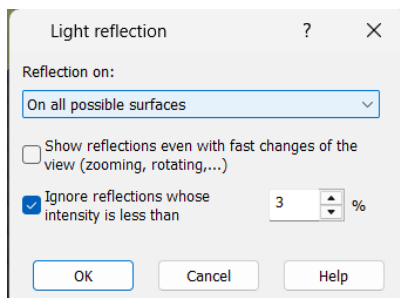 Light reflection ?
Reflection on:
On all possible surfaces
Show reflections even with fast changes of the
view (zooming, rotating,...)
Ignore reflections whose
intensity is less than
3 %
OK Cancel Help